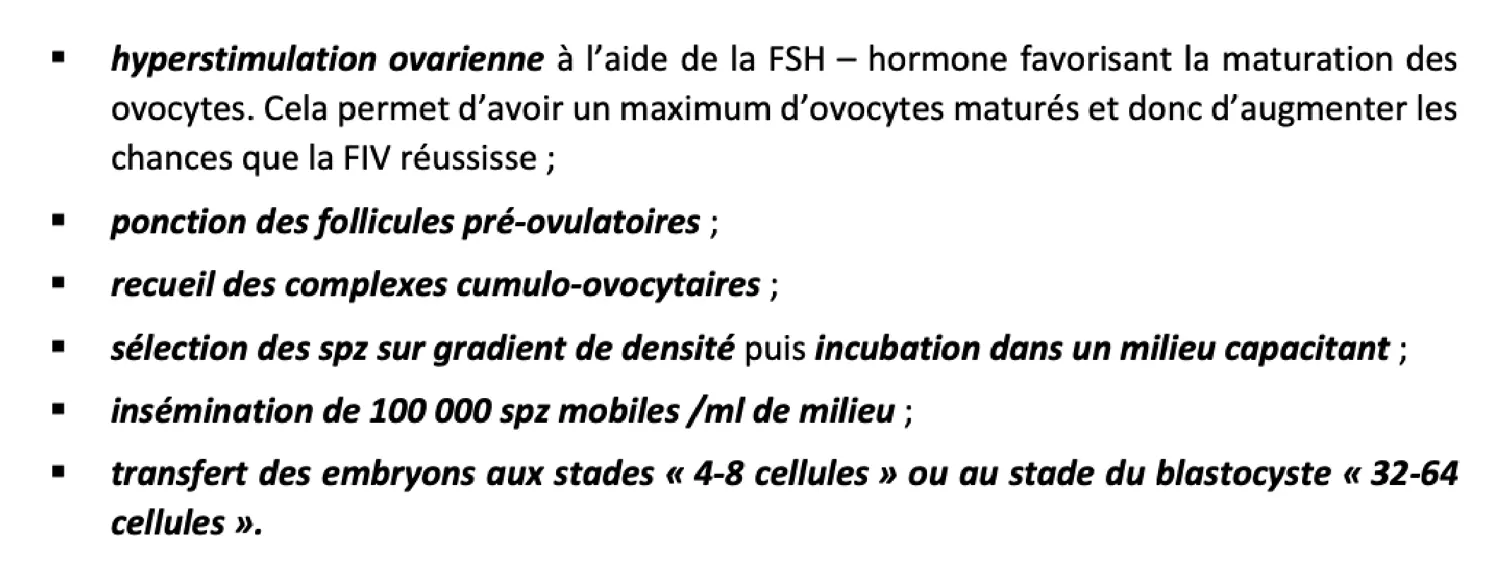 ▪ hyperstimulation ovarienne à l’aide de la FSH – hormone favorisant la maturation des
ovocytes. Cela permet d’avoir un maximum d’ovocytes maturés et donc d’augmenter les
chances que la FIV réussisse ;
▪ ponction des follicules pré-ovulatoires ;
▪ recueil des complexes cumulo-ovocytaires ;
▪ sélection des spz sur gradient de densité puis incubation dans un milieu capacitant ;
▪ insémination de 100 000 spz mobiles /ml de milieu ;
▪ transfert des embryons aux stades « 4-8 cellules » ou au stade du blastocyste « 32-64
cellules ».